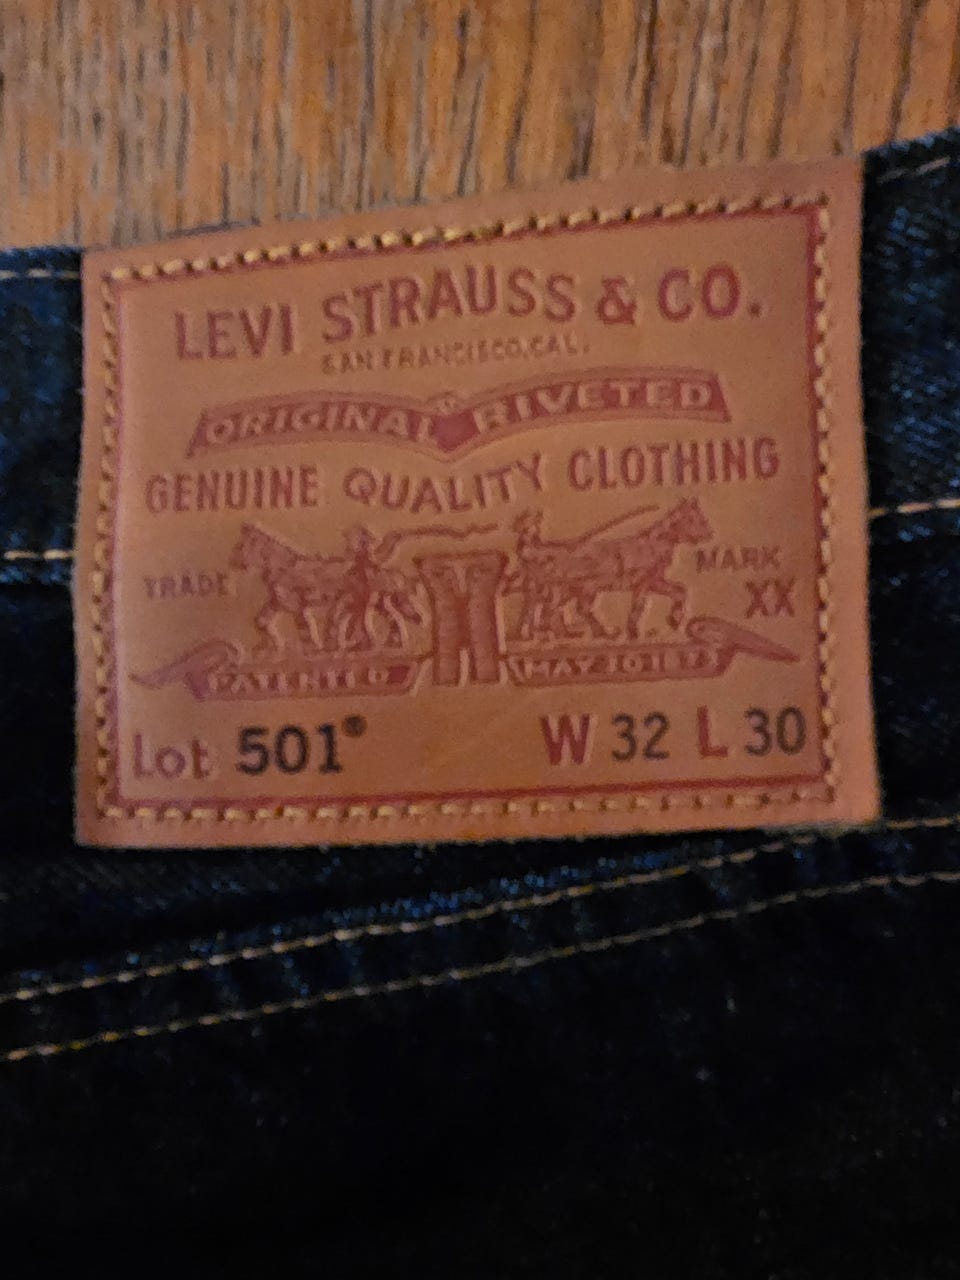 LEVI STRAUSS & CO.
SAN FRANCISCO, CAL.
ORIGINAL RIVETED
GENUINE QUALITY CLOTHING
TRADE MARK
XX
PATENTED MAY 20 1873
Lot 501® W 32 L 30